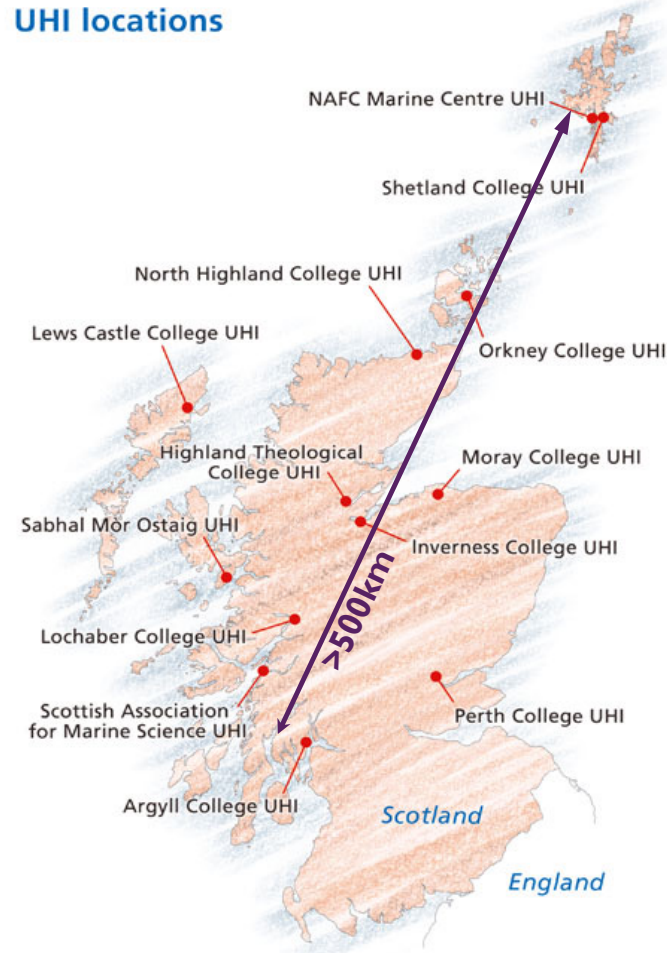 UHI locations
NAFC Marine Centre UHI
Shetland College UHI
North Highland College UHI
Lews Castle College UHI
Orkney College UHI
Highland Theological
College UHI
Moray College UHI
Sabhal Mòr Ostaig UHI
Inverness College UHI
>500km
Lochaber College UHI
Scottish Association
for Marine Science UHI
Perth College UHI
Argyll College UHI
Scotland
England